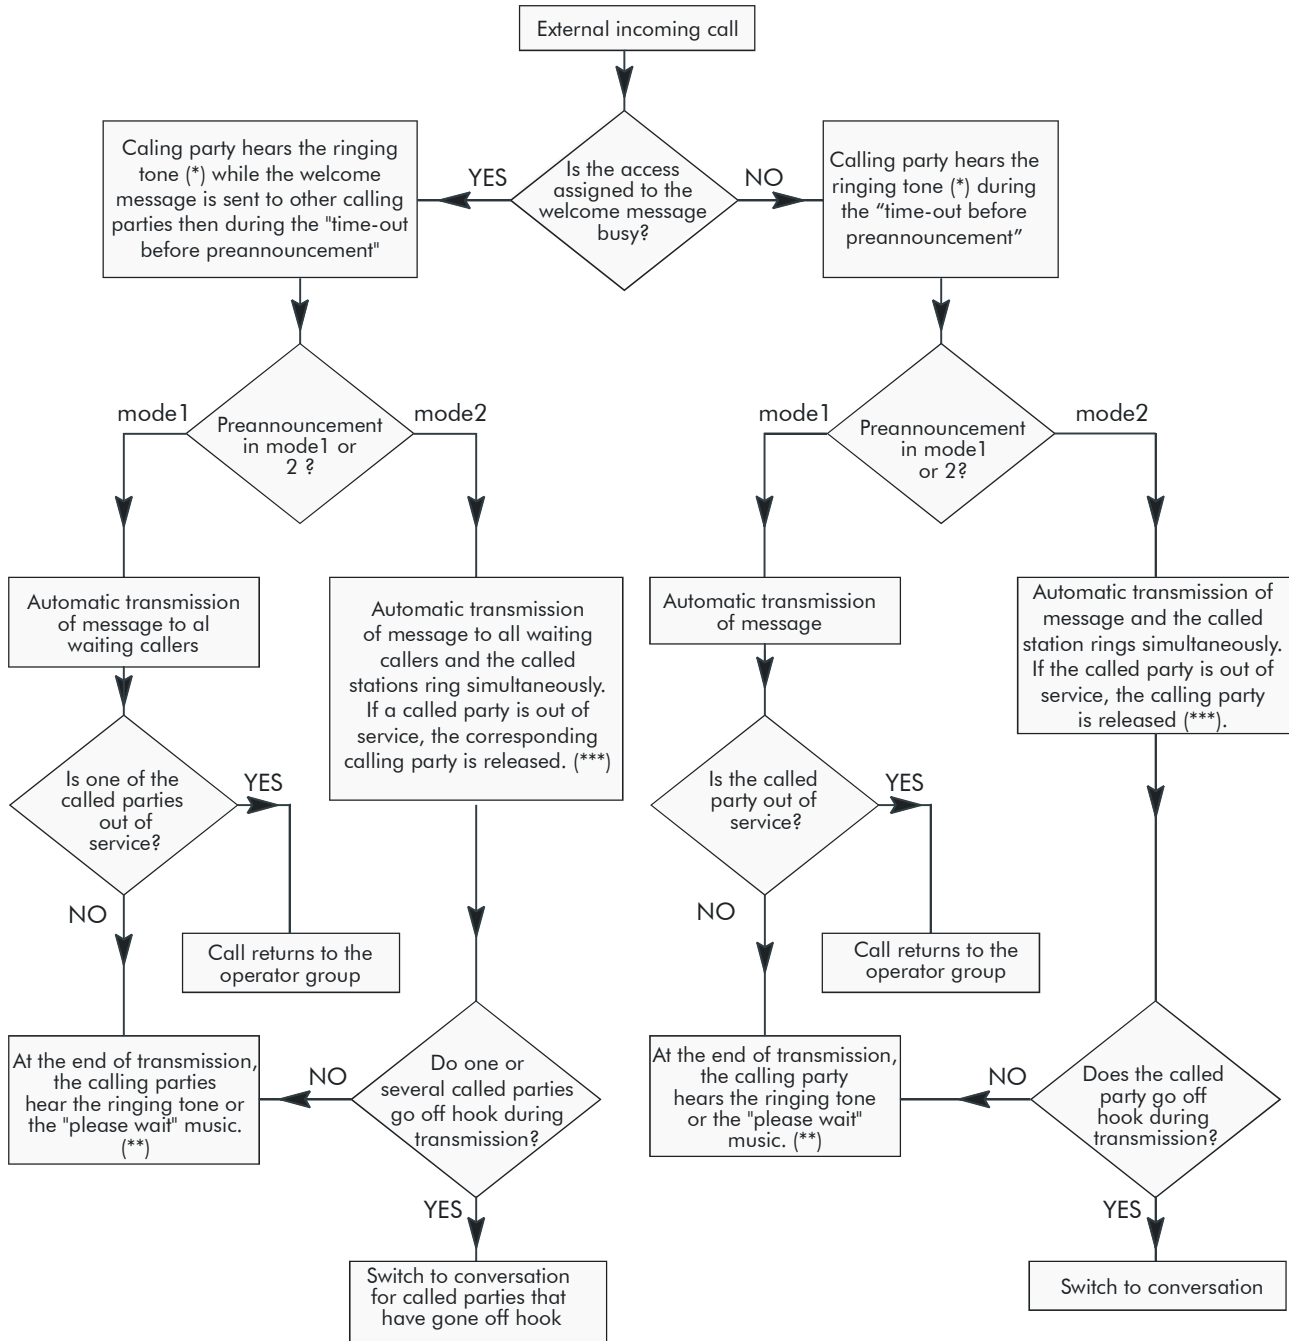 External incoming call
Caling party hears the ringing
tone (*) while the welcome
message is sent to other calling
parties then during the "time-out
before preannouncement"
YES
Is the access
assigned to the
welcome message
busy?
NO
Calling party hears the
ringing tone (*) during
the “time-out before
preannouncement”
mode1
Preannouncement
in mode1 or
2 ?
mode2
mode1
Preannouncement
in mode1
or 2?
mode2
Automatic transmission
of message to al
waiting callers
Automatic transmission
of message to all waiting
callers and the called
stations ring simultaneously.
If a called party is out of
service, the corresponding
calling party is released. (***)
Automatic transmission
of message
Automatic transmission of
message and the called
station rings simultaneously.
If the called party is out of
service, the calling party
is released (***).
Is one of the
called parties
out of
service?
YES
NO
Call returns to the
operator group
Is the called
party out of
service?
YES
NO
Call returns to the
operator group
At the end of transmission,
the calling parties
hear the ringing tone or
the "please wait" music.
(**)
NO
Do one or
several called parties
go off hook during
transmission?
YES
At the end of transmission,
the calling party
hears the ringing tone
or the "please wait"
music. (**)
NO
Does the called
party go off
hook during
transmission?
YES
Switch to conversation
for called parties that
have gone off hook
Switch to conversation